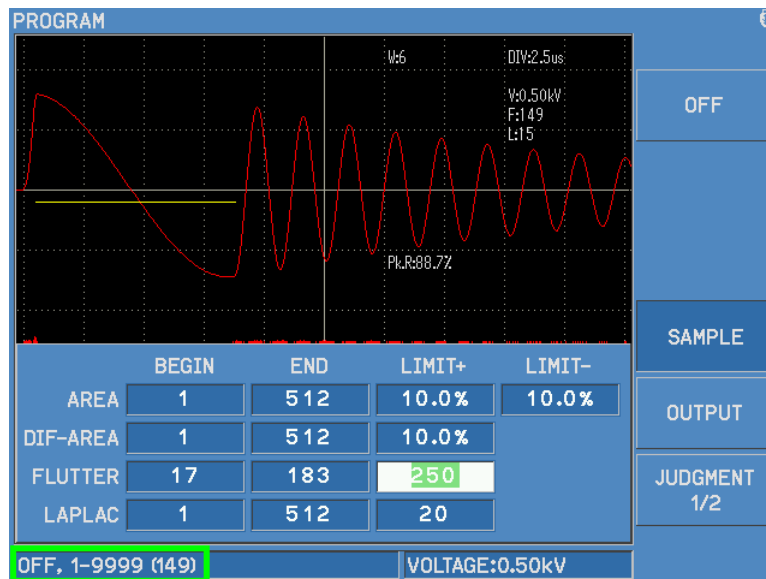 PROGRAM
W:6 DIV:2.5us
V:0.50kV
F:149
L:15
Pk.R:88.7%
OFF
SAMPLE
OUTPUT
JUDGMENT
1/2
BEGIN END LIMIT+ LIMIT-
AREA 1 512 10.0% 10.0%
DIF-AREA 1 512 10.0%
FLUTTER 17 183 250
LAPLAC 1 512 20
OFF, 1-9999 (149) VOLTAGE:0.50kV